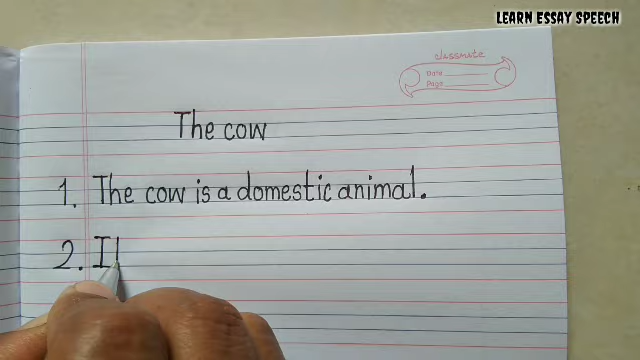 LEARN ESSAY SPEECH
classmate
Date
Page
The cow
1. The cow is a domestic animal.
2. I